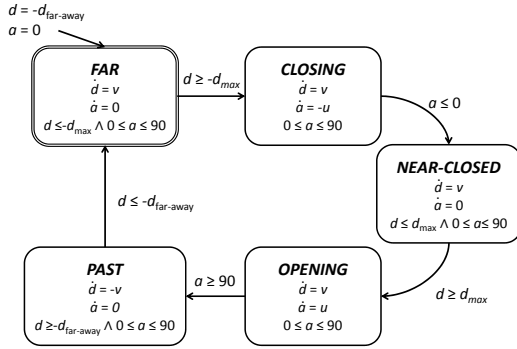 d = -d_far-away
a = 0
FAR
ḋ = v
ȧ = 0
d ≤-d_max ∧ 0 ≤ a ≤ 90
d ≥ -d_max
CLOSING
ḋ = v
ȧ = -u
0 ≤ a ≤ 90
a ≤ 0
NEAR-CLOSED
ḋ = v
ȧ = 0
d ≤ d_max ∧ 0 ≤ a ≤ 90
d ≥ d_max
OPENING
ḋ = v
ȧ = u
0 ≤ a ≤ 90
a ≥ 90
PAST
ḋ = -v
ȧ = 0
d ≥-d_far-away ∧ 0 ≤ a ≤ 90
d ≤ -d_far-away